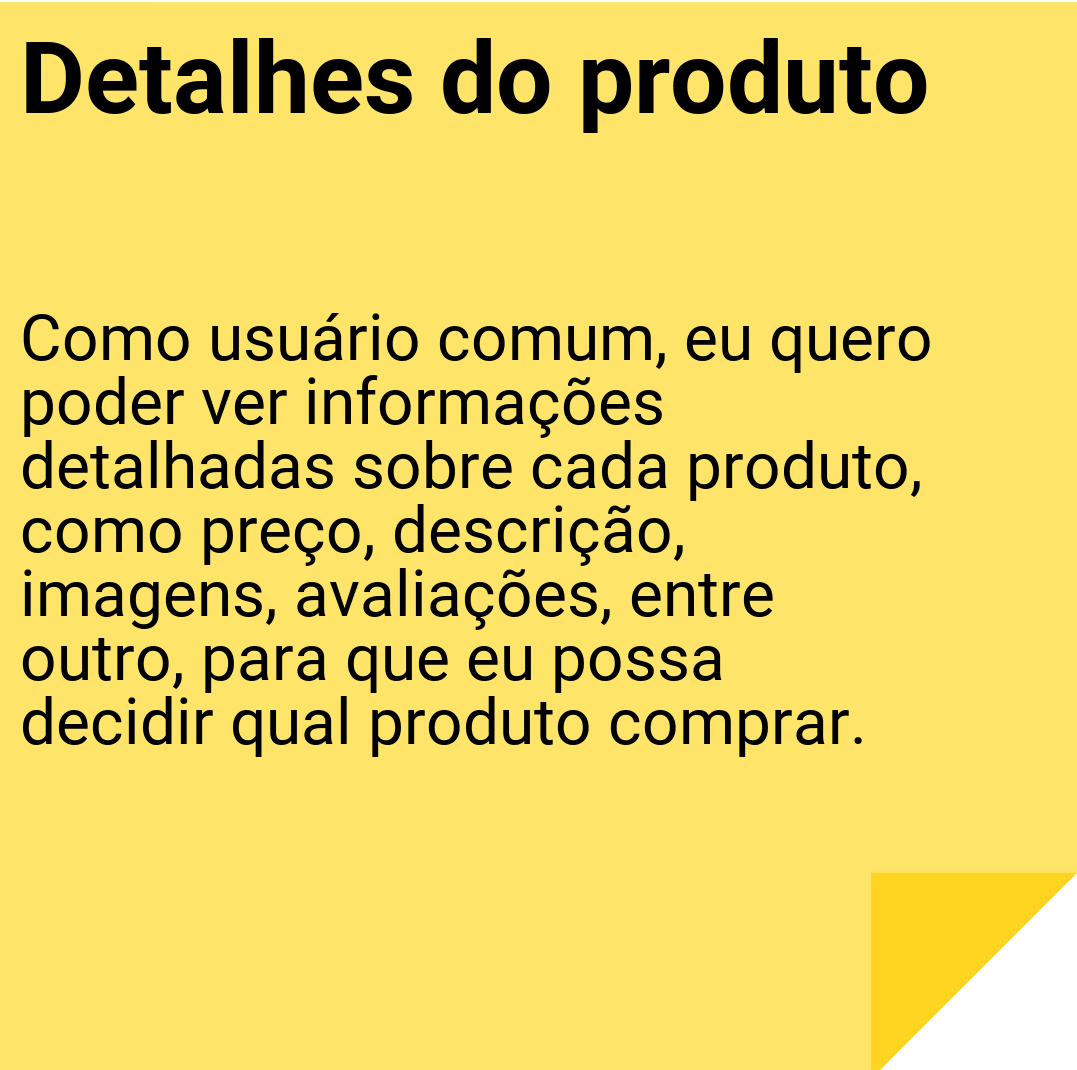 Detalhes do produto
Como usuário comum, eu quero
poder ver informações
detalhadas sobre cada produto,
como preço, descrição,
imagens, avaliações, entre
outro, para que eu possa
decidir qual produto comprar.